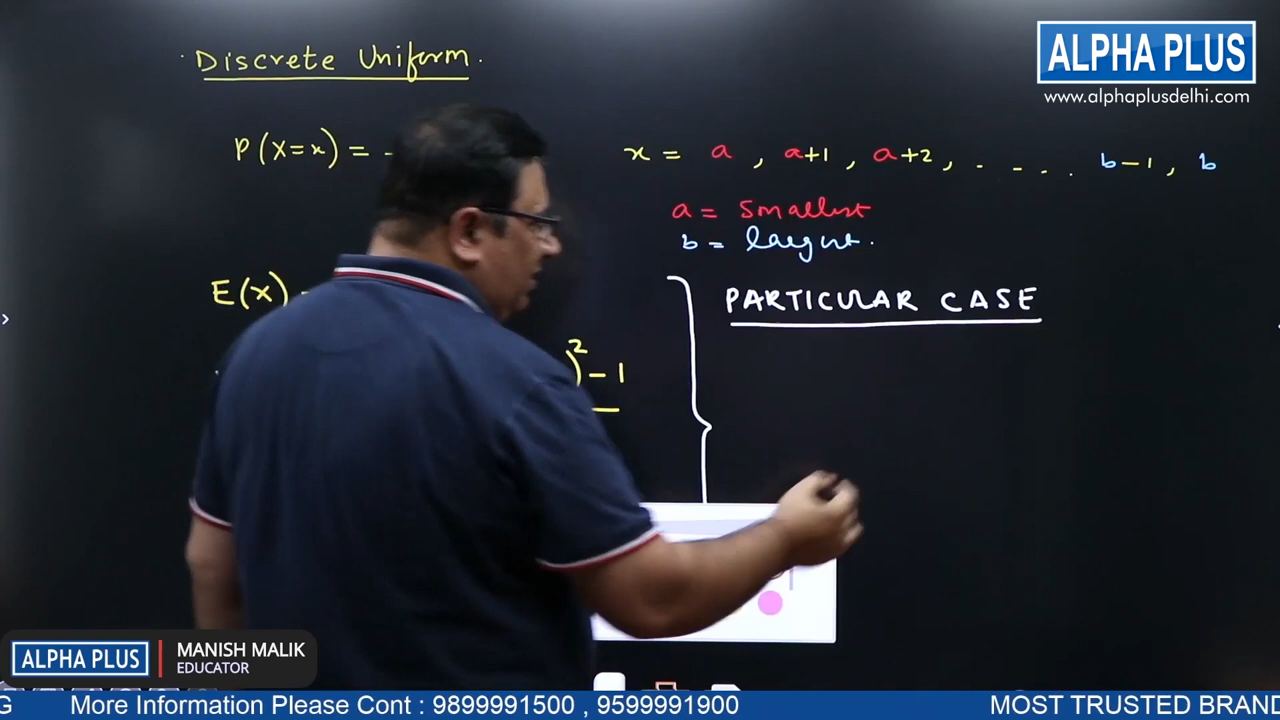 Discrete Uniform.
P(X=x) = -
x = a , a+1 , a+2 , . - - . . b-1 , b
a = smallest
b = largest.
E(X) -
PARTICULAR CASE
)² - 1
ALPHA PLUS
www.alphaplusdelhi.com
ALPHA PLUS
MANISH MALIK
EDUCATOR
G More Information Please Cont : 9899991500 , 9599991900 MOST TRUSTED BRAND